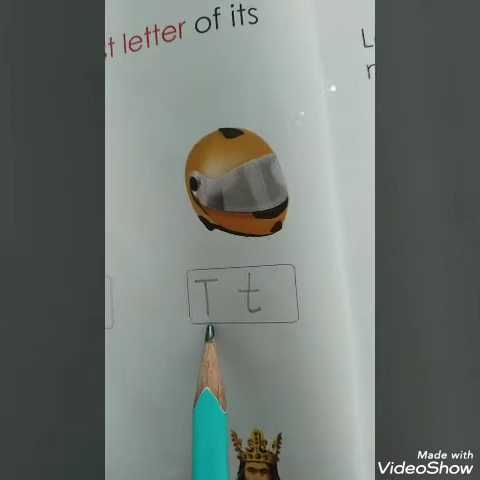 t letter of its
L
r
T t
Made with
VideoShow